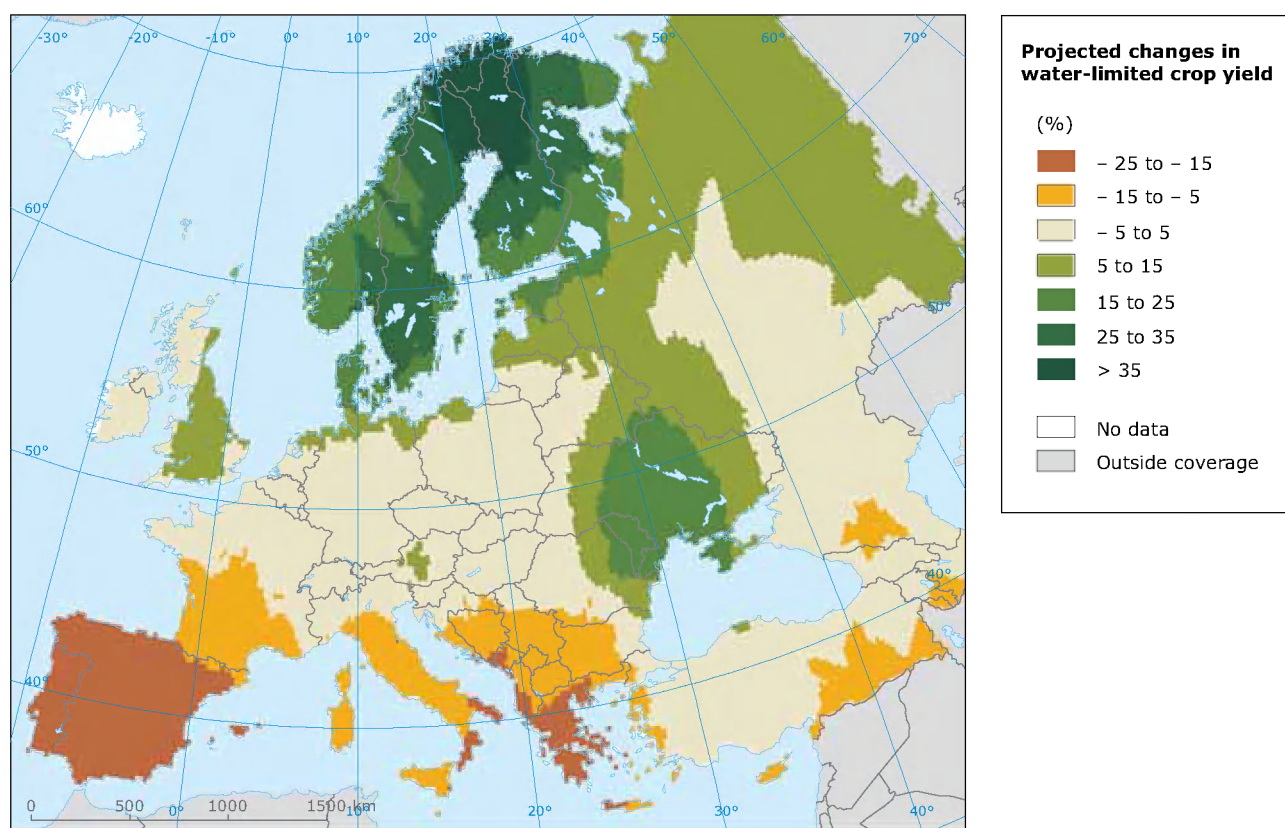 -30° -20° -10° 0° 10° 20° 30° 40° 50° 60° 70°
60°
50°
50°
40°
40°
0 500 1000 1500 km
0° 10° 20° 30° 40°
Projected changes in
water-limited crop yield
(%)
– 25 to – 15
– 15 to – 5
– 5 to 5
5 to 15
15 to 25
25 to 35
> 35
No data
Outside coverage